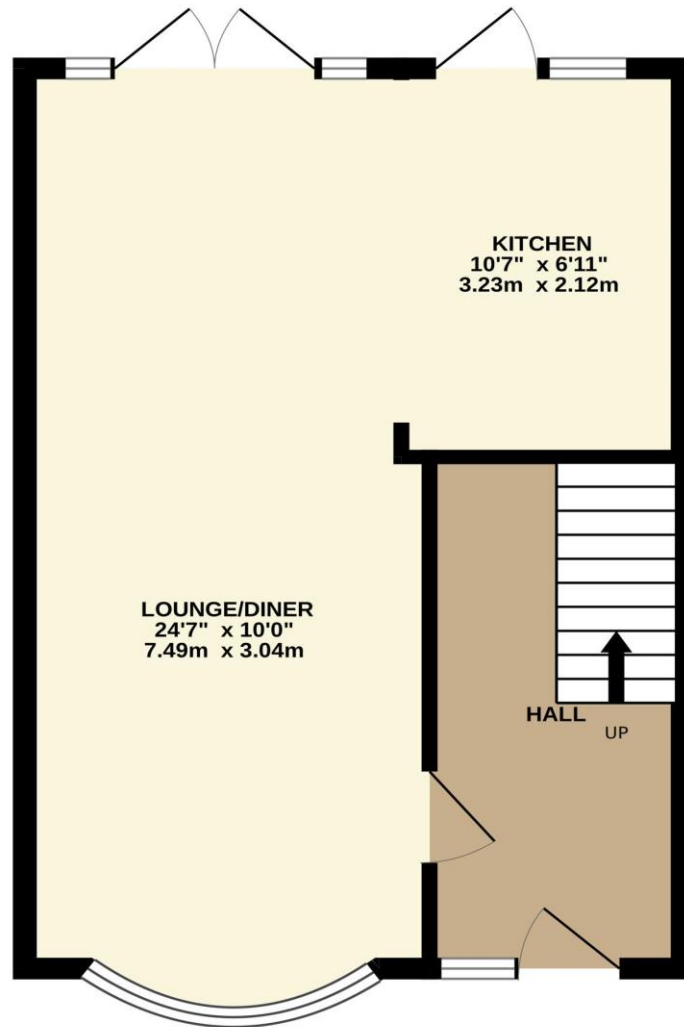 KITCHEN
10'7" x 6'11"
3.23m x 2.12m
LOUNGE/DINER
24'7" x 10'0"
7.49m x 3.04m
HALL
UP